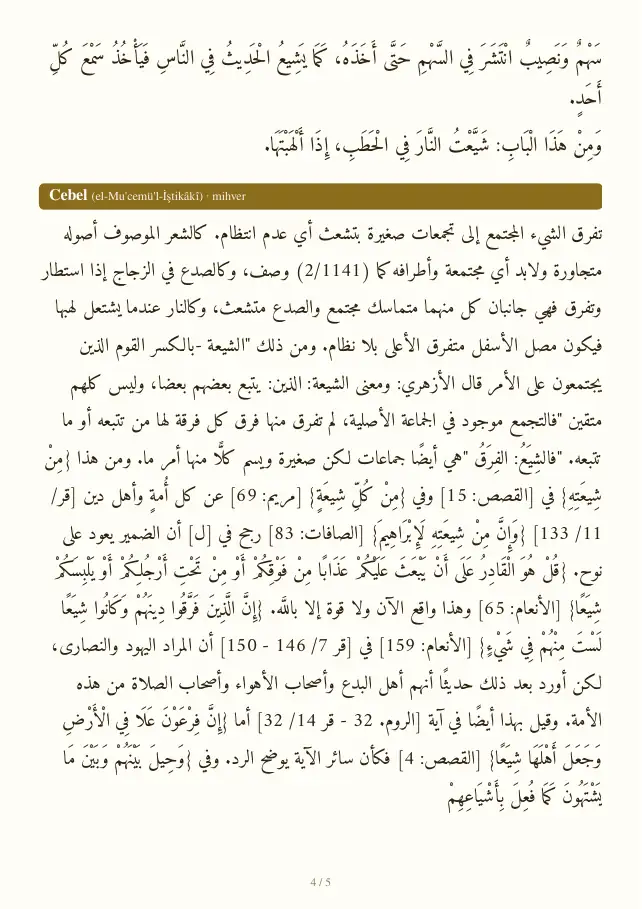 سَهْمٌ وَنَصِيبٌ انْتَشَرَ فِي السَّهْمِ حَتَّى أَخَذَهُ، كَمَا يَشِيعُ الْحَدِيثُ فِي النَّاسِ فَيَأْخُذُ سَمْعَ كُلِّ
أَحَدٍ.
وَمِنْ هَذَا الْبَابِ: شَيَّعْتُ النَّارَ فِي الْحَطَبِ، إِذَا أَلْهَبْتَهَا.
Cebel (el-Mu'cemü'l-İştikâkî) · mihver
تفرق الشيء المجتمع إلى تجمعات صغيرة بتشعث أي عدم انتظام. كالشعر الموصوف أصوله
متجاورة ولابد أي مجتمعة وأطرافه كما (2/1141) وصف، وكالصدع في الزجاج إذا استطار
وتفرق فهي جانبان كل منهما متماسك مجتمع والصدع متشعث، وكالنار عندما يشتعل لهبها
فيكون مصل الأسفل متفرق الأعلى بلا نظام. ومن ذلك "الشيعة -بالكسر القوم الذين
يجتمعون على الأمر قال الأزهري: ومعنى الشيعة: الذين: يتبع بعضهم بعضا، وليس كلهم
متقين "فالتجمع موجود في الجماعة الأصلية، لم تفرق منها فرق كل فرقة لها من تتبعه أو ما
تتبعه. "فالشِيَعُ: الفِرَقُ "هي أيضًا جماعات لكن صغيرة ويسم كلًّا منها أمر ما. ومن هذا {مِنْ
شِيعَتِهِ} في [القصص: 15] وفي {مِنْ كُلِّ شِيعَةٍ} [مريم: 69] عن كل أُمةٍ وأهل دين [قر/
11/ 133] {وَإِنَّ مِنْ شِيعَتِهِ لَإِبْرَاهِيمَ} [الصافات: 83] رجح في [ل] أن الضمير يعود على
نوح. {قُلْ هُوَ الْقَادِرُ عَلَى أَنْ يَبْعَثَ عَلَيْكُمْ عَذَابًا مِنْ فَوْقِكُمْ أَوْ مِنْ تَحْتِ أَرْجُلِكُمْ أَوْ يَلْبِسَكُمْ
شِيَعًا} [الأنعام: 65] وهذا واقع الآن ولا قوة إلا بالله. {إِنَّ الَّذِينَ فَرَّقُوا دِينَهُمْ وَكَانُوا شِيَعًا
لَسْتَ مِنْهُمْ فِي شَيْءٍ} [الأنعام: 159] في [قر 7/ 146 - 150] أن المراد اليهود والنصارى،
لكن أورد بعد ذلك حديثًا أنهم أهل البدع وأصحاب الأهواء وأصحاب الصلاة من هذه
الأمة. وقيل بهذا أيضًا في آية [الروم. 32 - قر 14/ 32] أما {إِنَّ فِرْعَوْنَ عَلَا فِي الْأَرْضِ
وَجَعَلَ أَهْلَهَا شِيَعًا} [القصص: 4] فكأن سائر الآية يوضح الرد. وفي {وَحِيلَ بَيْنَهُمْ وَبَيْنَ مَا
يَشْتَهُونَ كَمَا فُعِلَ بِأَشْيَاعِهِمْ
4 / 5